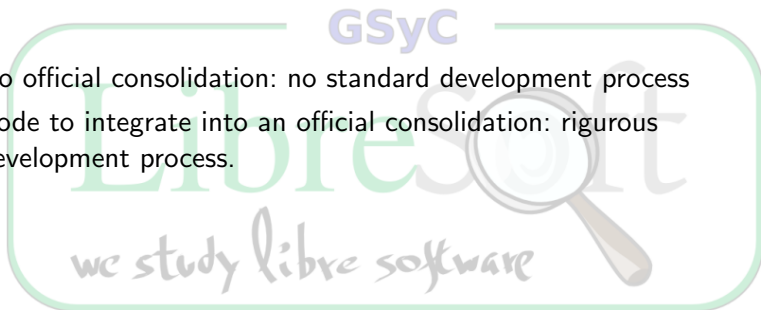 GSyC
o official consolidation: no standard development process
ode to integrate into an official consolidation: rigurous
evelopment process.
LibreSoft
we study libre software